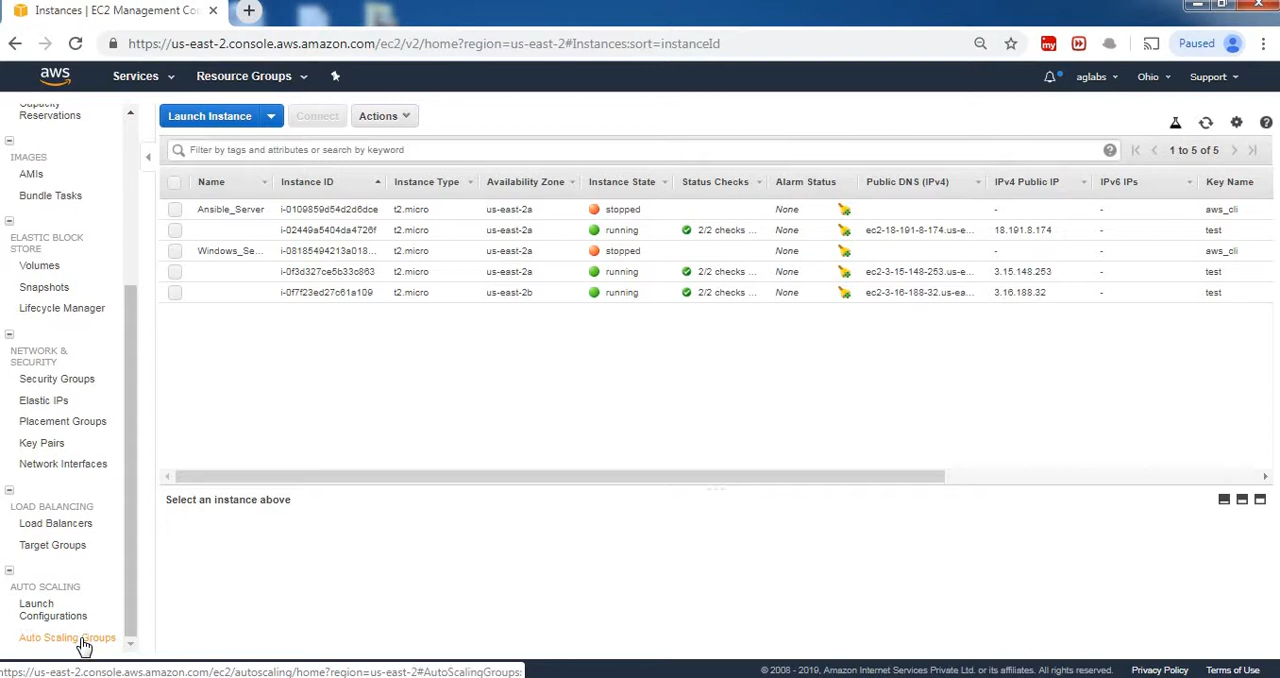 Instances | EC2 Management Con
https://us-east-2.console.aws.amazon.com/ec2/v2/home?region=us-east-2#Instances:sort=instanceId
my
Paused
aws
Services
Resource Groups
aglabs
Ohio
Support
Capacity
Reservations
IMAGES
AMIs
Bundle Tasks
ELASTIC BLOCK
STORE
Volumes
Snapshots
Lifecycle Manager
NETWORK &
SECURITY
Security Groups
Elastic IPs
Placement Groups
Key Pairs
Network Interfaces
LOAD BALANCING
Load Balancers
Target Groups
AUTO SCALING
Launch
Configurations
Auto Scaling Groups
Launch Instance
Connect
Actions
Filter by tags and attributes or search by keyword
1 to 5 of 5
Name Instance ID Instance Type Availability Zone Instance State Status Checks Alarm Status Public DNS (IPv4) IPv4 Public IP IPv6 IPs Key Name
Ansible_Server i-0109859d54d2d6dce t2.micro us-east-2a stopped None - - aws_cli
i-02449a5404da4726f t2.micro us-east-2a running 2/2 checks ... None ec2-18-191-8-174.us-e... 18.191.8.174 - test
Windows_Se... i-08185494213a018... t2.micro us-east-2a stopped None - - aws_cli
i-0f3d327ce5b33c863 t2.micro us-east-2a running 2/2 checks ... None ec2-3-15-148-253.us-e... 3.15.148.253 - test
i-0f7f23ed27c61a109 t2.micro us-east-2b running 2/2 checks ... None ec2-3-16-188-32.us-ea... 3.16.188.32 - test
Select an instance above
https://us-east-2.console.aws.amazon.com/ec2/autoscaling/home?region=us-east-2#AutoScalingGroups:
© 2008 - 2019, Amazon Internet Services Private Ltd. or its affiliates. All rights reserved.
Privacy Policy
Terms of Use